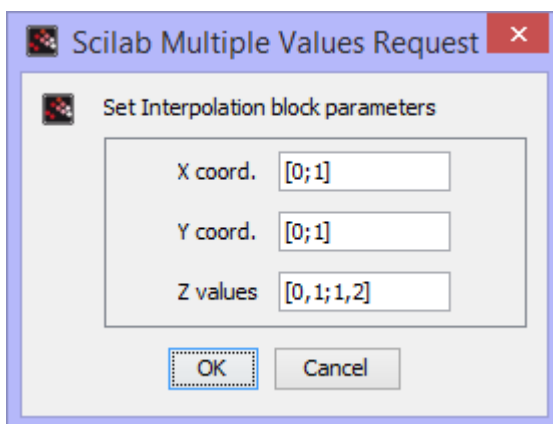 Scilab Multiple Values Request
Set Interpolation block parameters
X coord. [0;1]
Y coord. [0;1]
Z values [0,1;1,2]
OK Cancel